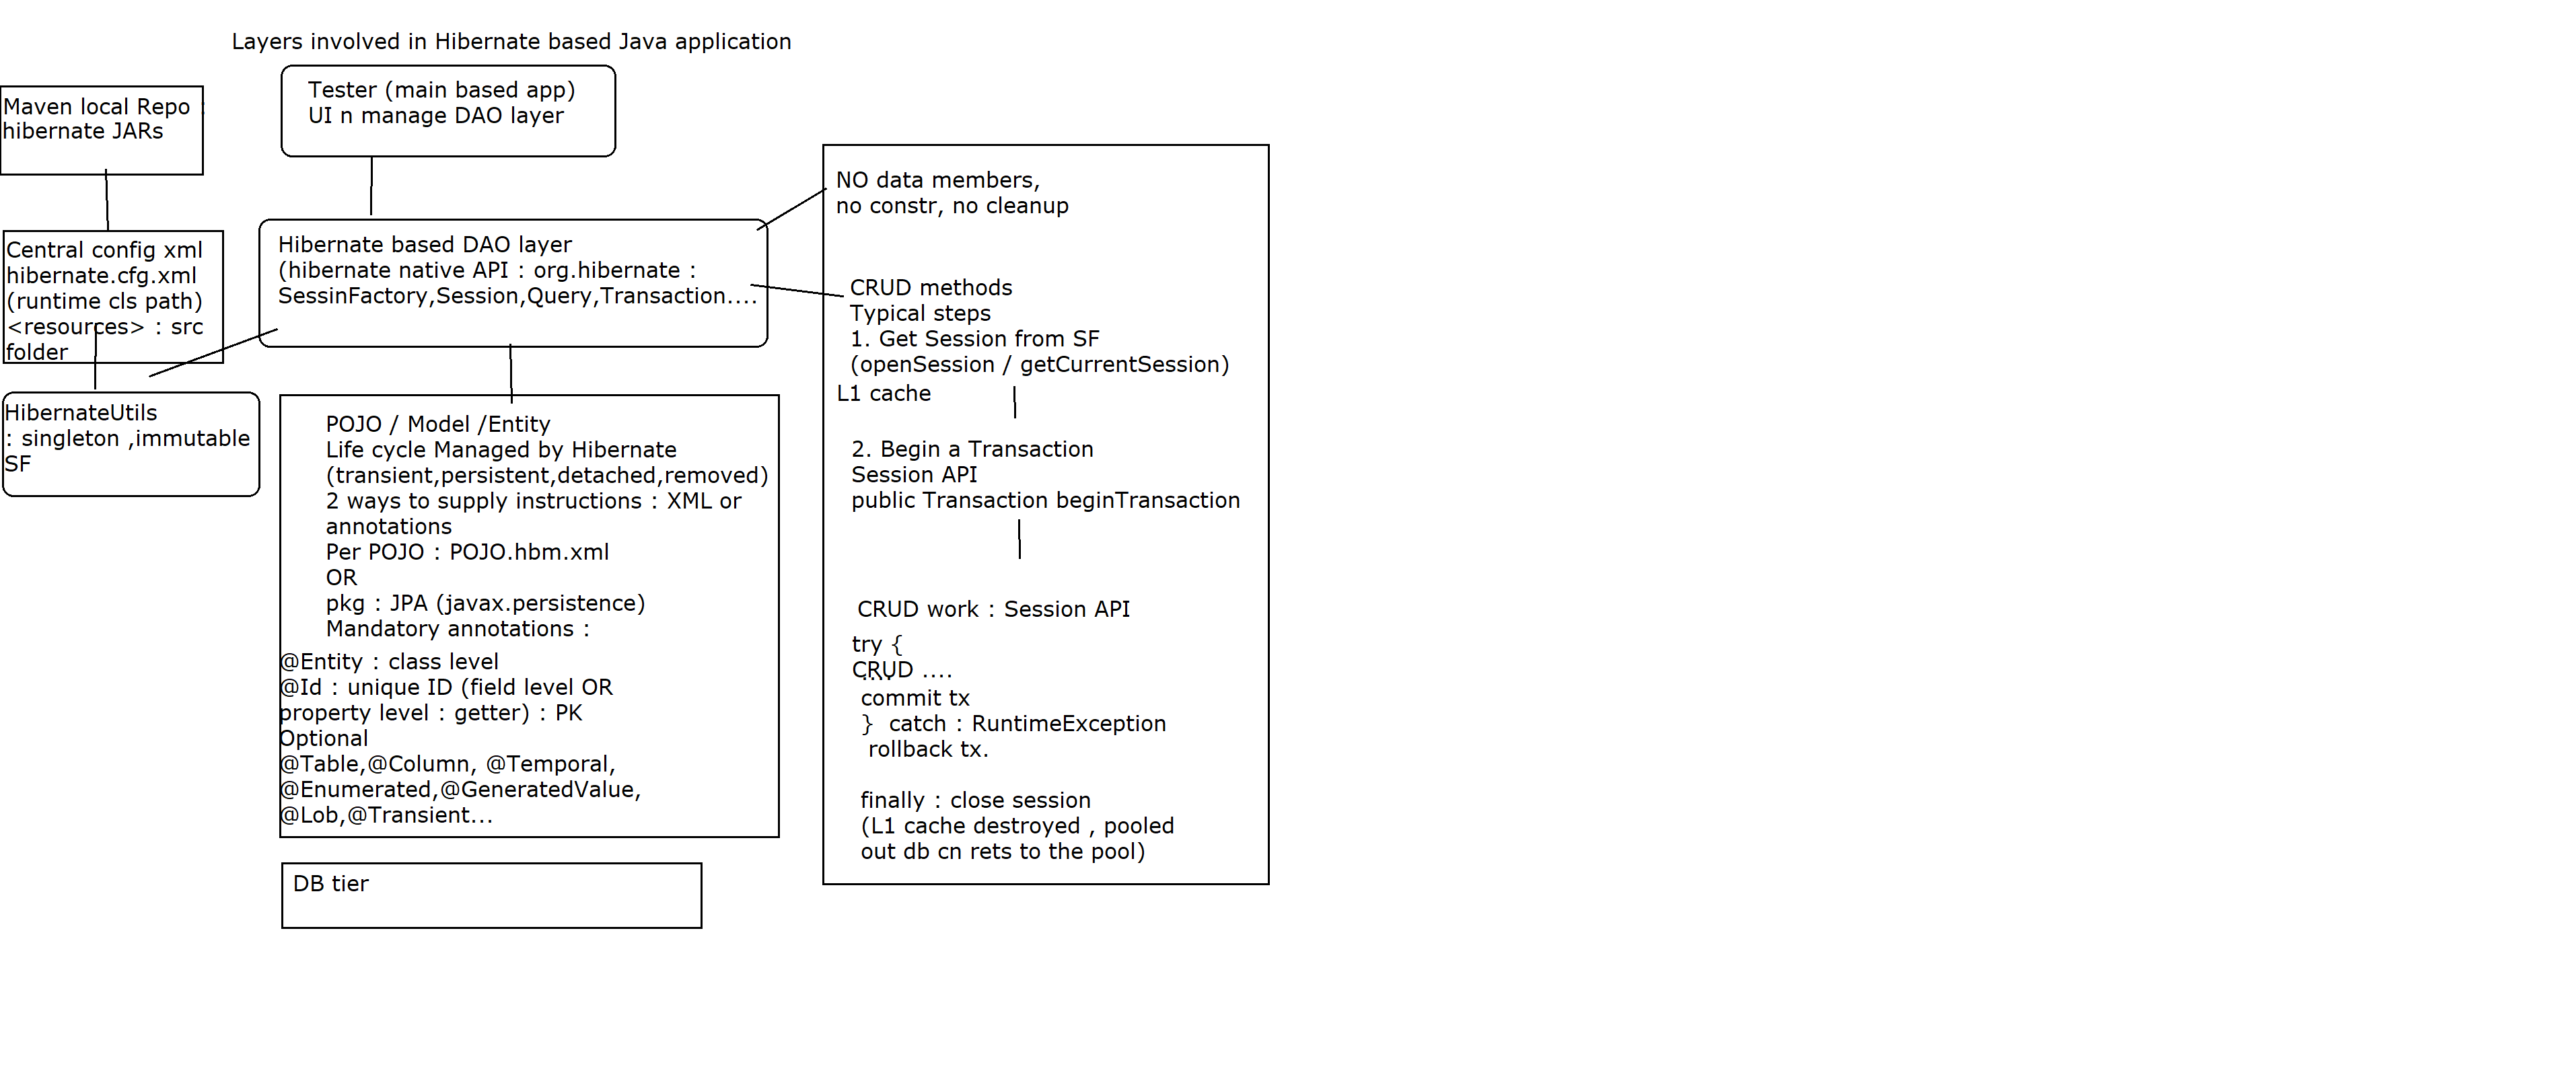 Layers involved in Hibernate based Java application
Tester (main based app)
UI n manage DAO layer
Maven local Repo :
hibernate JARs
Central config xml
hibernate.cfg.xml
(runtime cls path)
<resources> : src
folder
HibernateUtils
: singleton ,immutable
SF
Hibernate based DAO layer
(hibernate native API : org.hibernate :
SessinFactory,Session,Query,Transaction....
POJO / Model /Entity
Life cycle Managed by Hibernate
(transient,persistent,detached,removed)
2 ways to supply instructions : XML or
annotations
Per POJO : POJO.hbm.xml
OR
pkg : JPA (javax.persistence)
Mandatory annotations :
@Entity : class level
@Id : unique ID (field level OR
property level : getter) : PK
Optional
@Table,@Column, @Temporal,
@Enumerated,@GeneratedValue,
@Lob,@Transient...
DB tier
NO data members,
no constr, no cleanup
CRUD methods
Typical steps
1. Get Session from SF
(openSession / getCurrentSession)
L1 cache
2. Begin a Transaction
Session API
public Transaction beginTransaction
CRUD work : Session API
try {
CRUD ....
....
commit tx
}  catch : RuntimeException
rollback tx.
finally : close session
(L1 cache destroyed , pooled
out db cn rets to the pool)